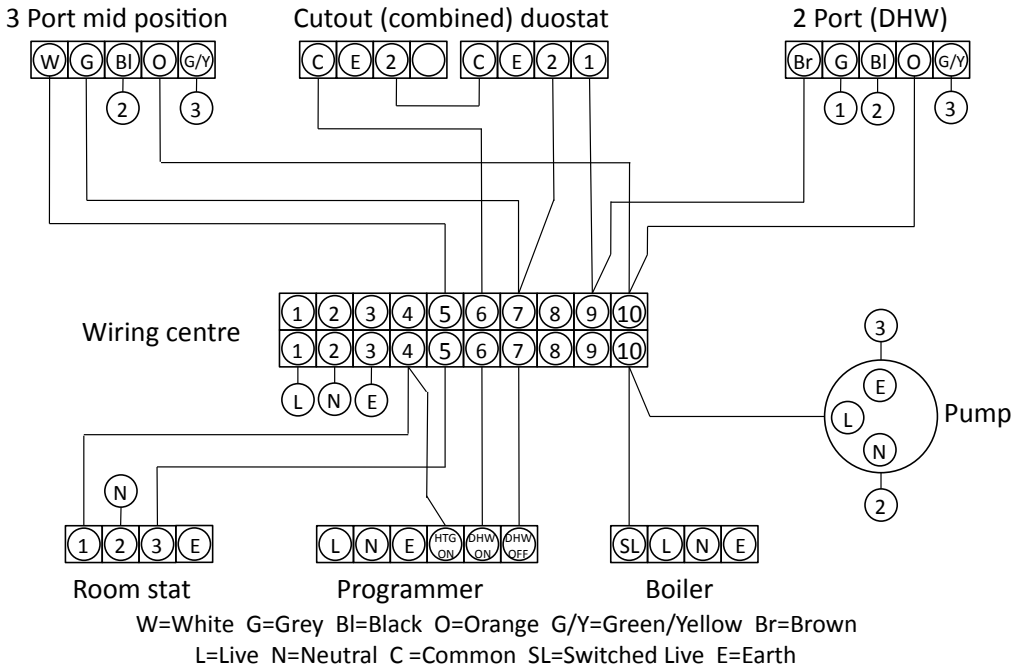 3 Port mid position Cutout (combined) duostat 2 Port (DHW)
W G Bl O G/Y C E 2 C E 2 1 Br G Bl O G/Y
2 3 1 2 3
Wiring centre
1 2 3 4 5 6 7 8 9 10
1 2 3 4 5 6 7 8 9 10
L N E
3
E
L
N
Pump
2
N
1 2 3 E L N E HTG ON DHW ON DHW OFF SL L N E
Room stat Programmer Boiler
W=White G=Grey Bl=Black O=Orange G/Y=Green/Yellow Br=Brown
L=Live N=Neutral C =Common SL=Switched Live E=Earth